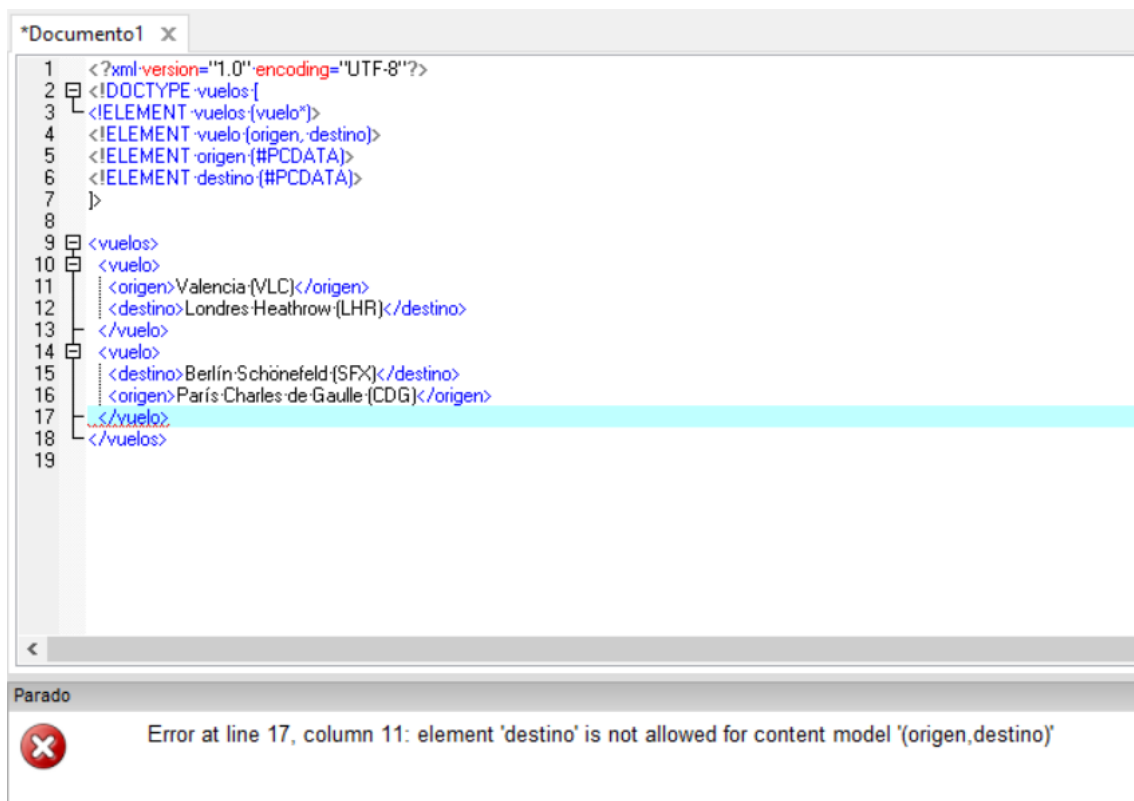 *Documento1 X
1 <?xml version="1.0" encoding="UTF-8"?>
2 <!DOCTYPE vuelos [
3 <!ELEMENT vuelos (vuelo*)>
4 <!ELEMENT vuelo (origen, destino)>
5 <!ELEMENT origen (#PCDATA)>
6 <!ELEMENT destino (#PCDATA)>
7 ]>
8
9 <vuelos>
10 <vuelo>
11 <origen>Valencia (VLC)</origen>
12 <destino>Londres Heathrow (LHR)</destino>
13 </vuelo>
14 <vuelo>
15 <destino>Berlín Schönefeld (SFX)</destino>
16 <origen>París Charles de Gaulle (CDG)</origen>
17 </vuelo>
18 </vuelos>
19
Parado
Error at line 17, column 11: element 'destino' is not allowed for content model '(origen,destino)'